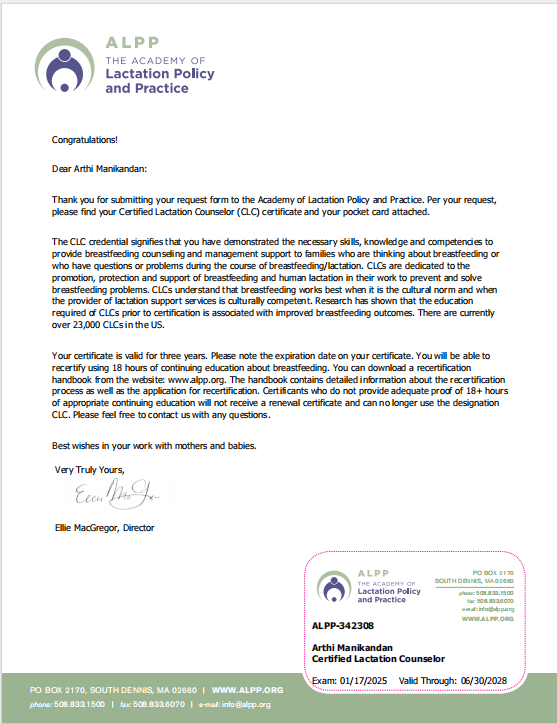 ALPP
THE ACADEMY OF
Lactation Policy
and Practice
Congratulations!
Dear Arthi Manikandan:
Thank you for submitting your request form to the Academy of Lactation Policy and Practice. Per your request,
please find your Certified Lactation Counselor (CLC) certificate and your pocket card attached.
The CLC credential signifies that you have demonstrated the necessary skills, knowledge and competencies to
provide breastfeeding counseling and management support to families who are thinking about breastfeeding or
who have questions or problems during the course of breastfeeding/lactation. CLCs are dedicated to the
promotion, protection and support of breastfeeding and human lactation in their work to prevent and solve
breastfeeding problems. CLCs understand that breastfeeding works best when it is the cultural norm and when
the provider of lactation support services is culturally competent. Research has shown that the education
required of CLCs prior to certification is associated with improved breastfeeding outcomes. There are currently
over 23,000 CLCs in the US.
Your certificate is valid for three years. Please note the expiration date on your certificate. You will be able to
recertify using 18 hours of continuing education about breastfeeding. You can download a recertification
handbook from the website: www.alpp.org. The handbook contains detailed information about the recertification
process as well as the application for recertification. Certificants who do not provide adequate proof of 18+ hours
of appropriate continuing education will not receive a renewal certificate and can no longer use the designation
CLC. Please feel free to contact us with any questions.
Best wishes in your work with mothers and babies.
Very Truly Yours,
Ellie MacGregor, Director
ALPP
THE ACADEMY OF
Lactation Policy
and Practice
PO BOX 2170
SOUTH DENNIS, MA 02660
phone: 508.833.1500
fax: 508.833.6070
e-mail: info@alpp.org
WWW.ALPP.ORG
ALPP-342308
Arthi Manikandan
Certified Lactation Counselor
Exam: 01/17/2025 Valid Through: 06/30/2028
PO BOX 2170, SOUTH DENNIS, MA 02660 | WWW.ALPP.ORG
phone: 508.833.1500 | fax: 508.833.6070 | e-mail: info@alpp.org